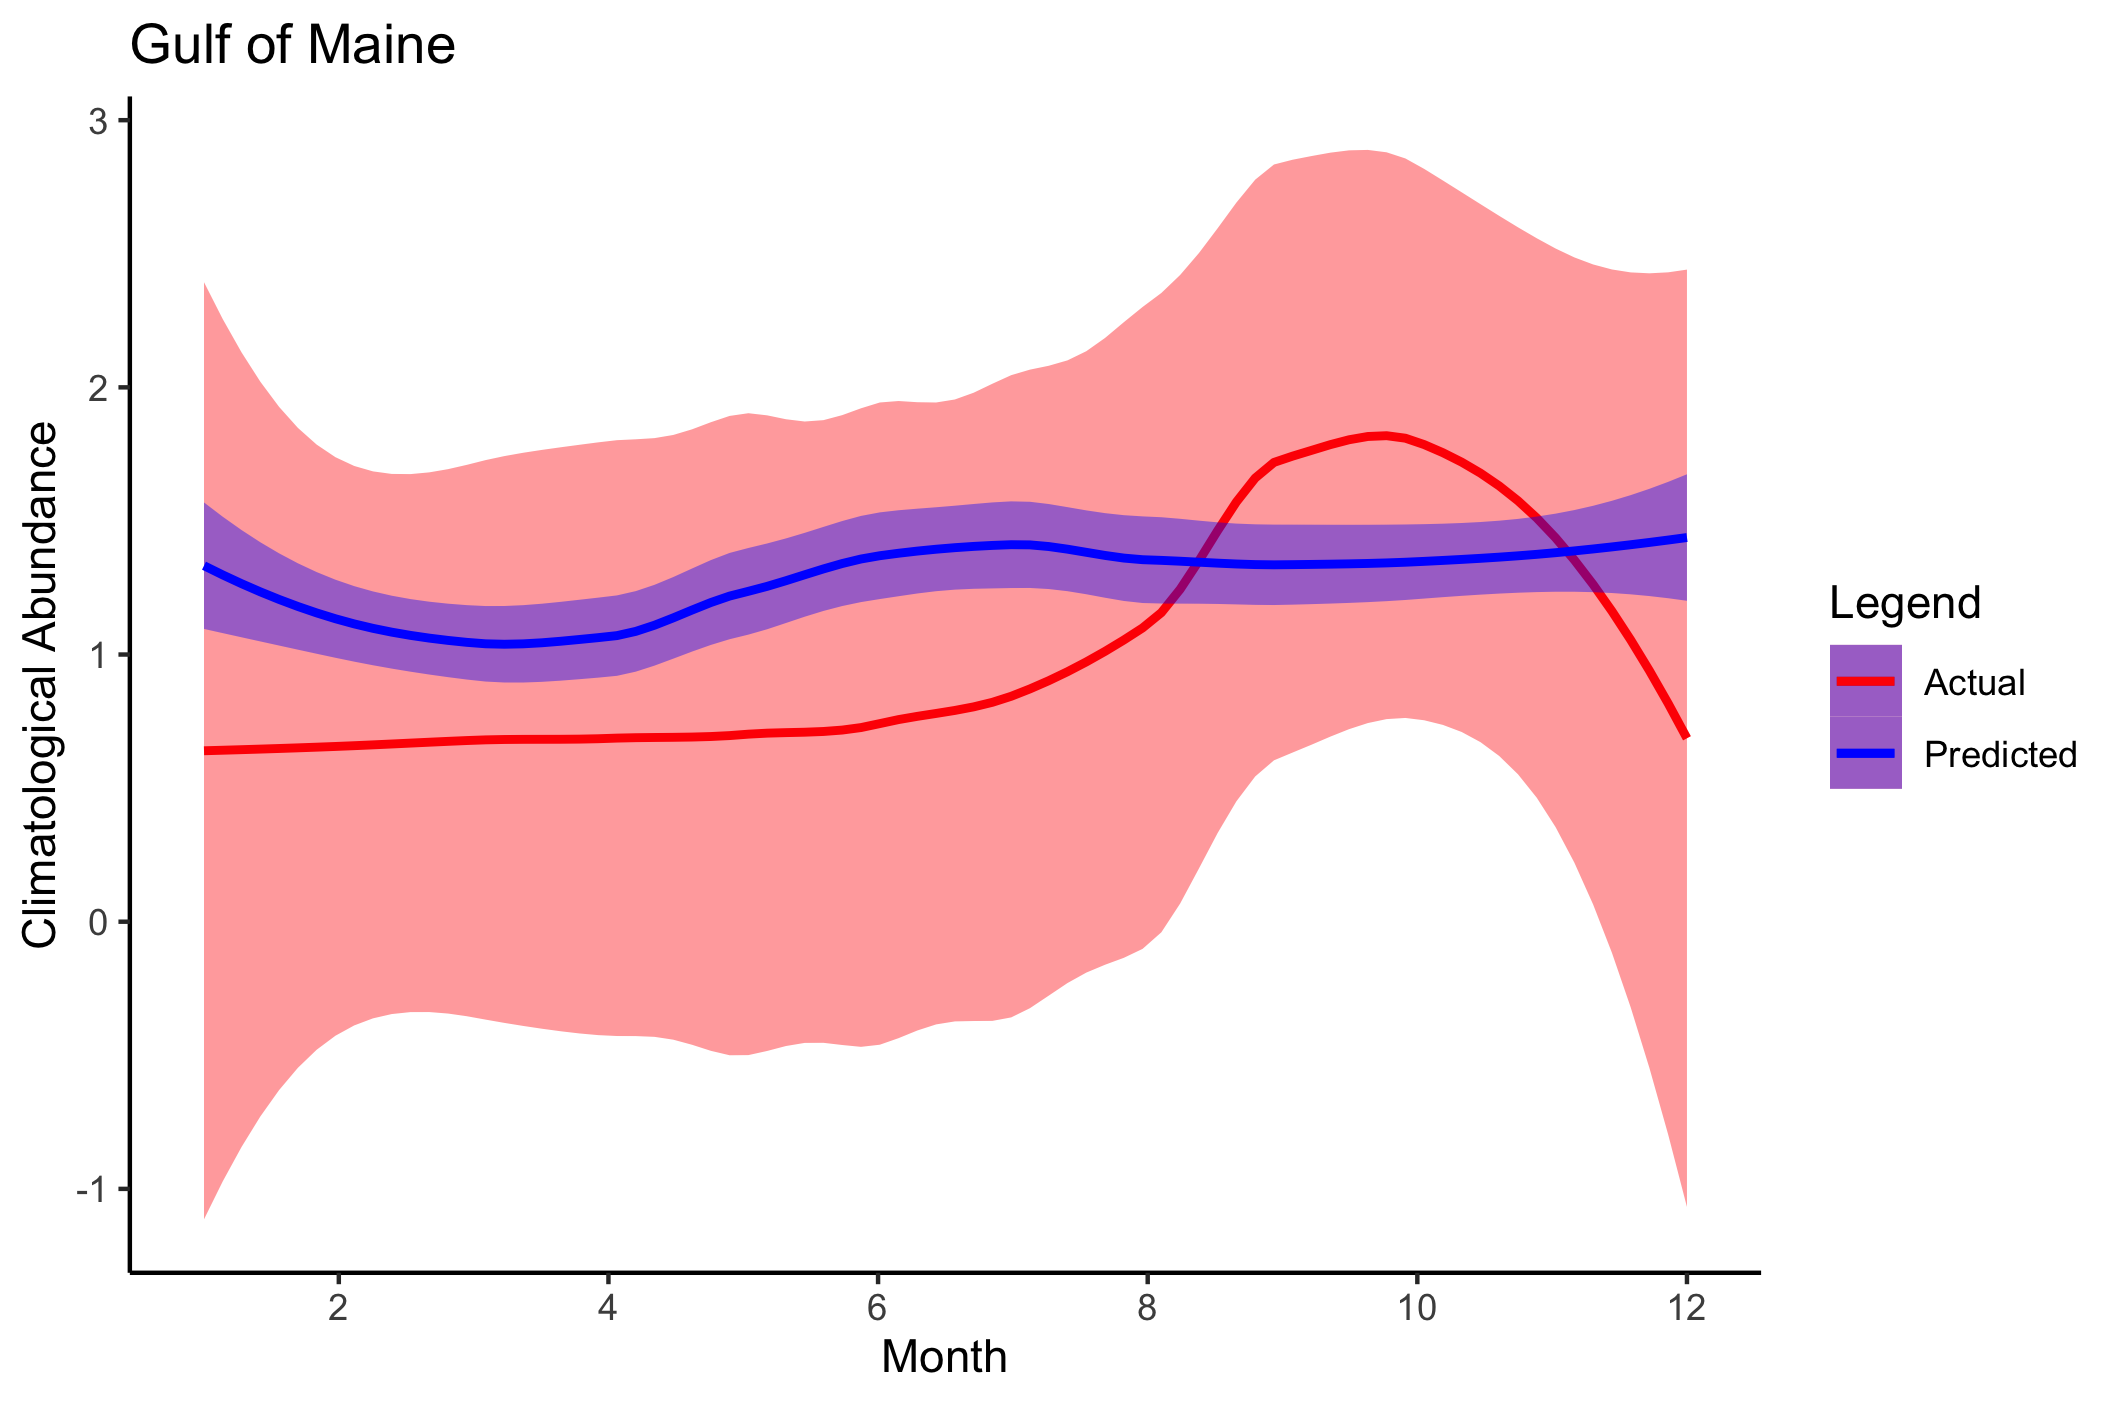 Gulf of Maine
Climatological Abundance
3
2
1
0
-1
2 4 6 8 10 12
Month
Legend
Actual
Predicted